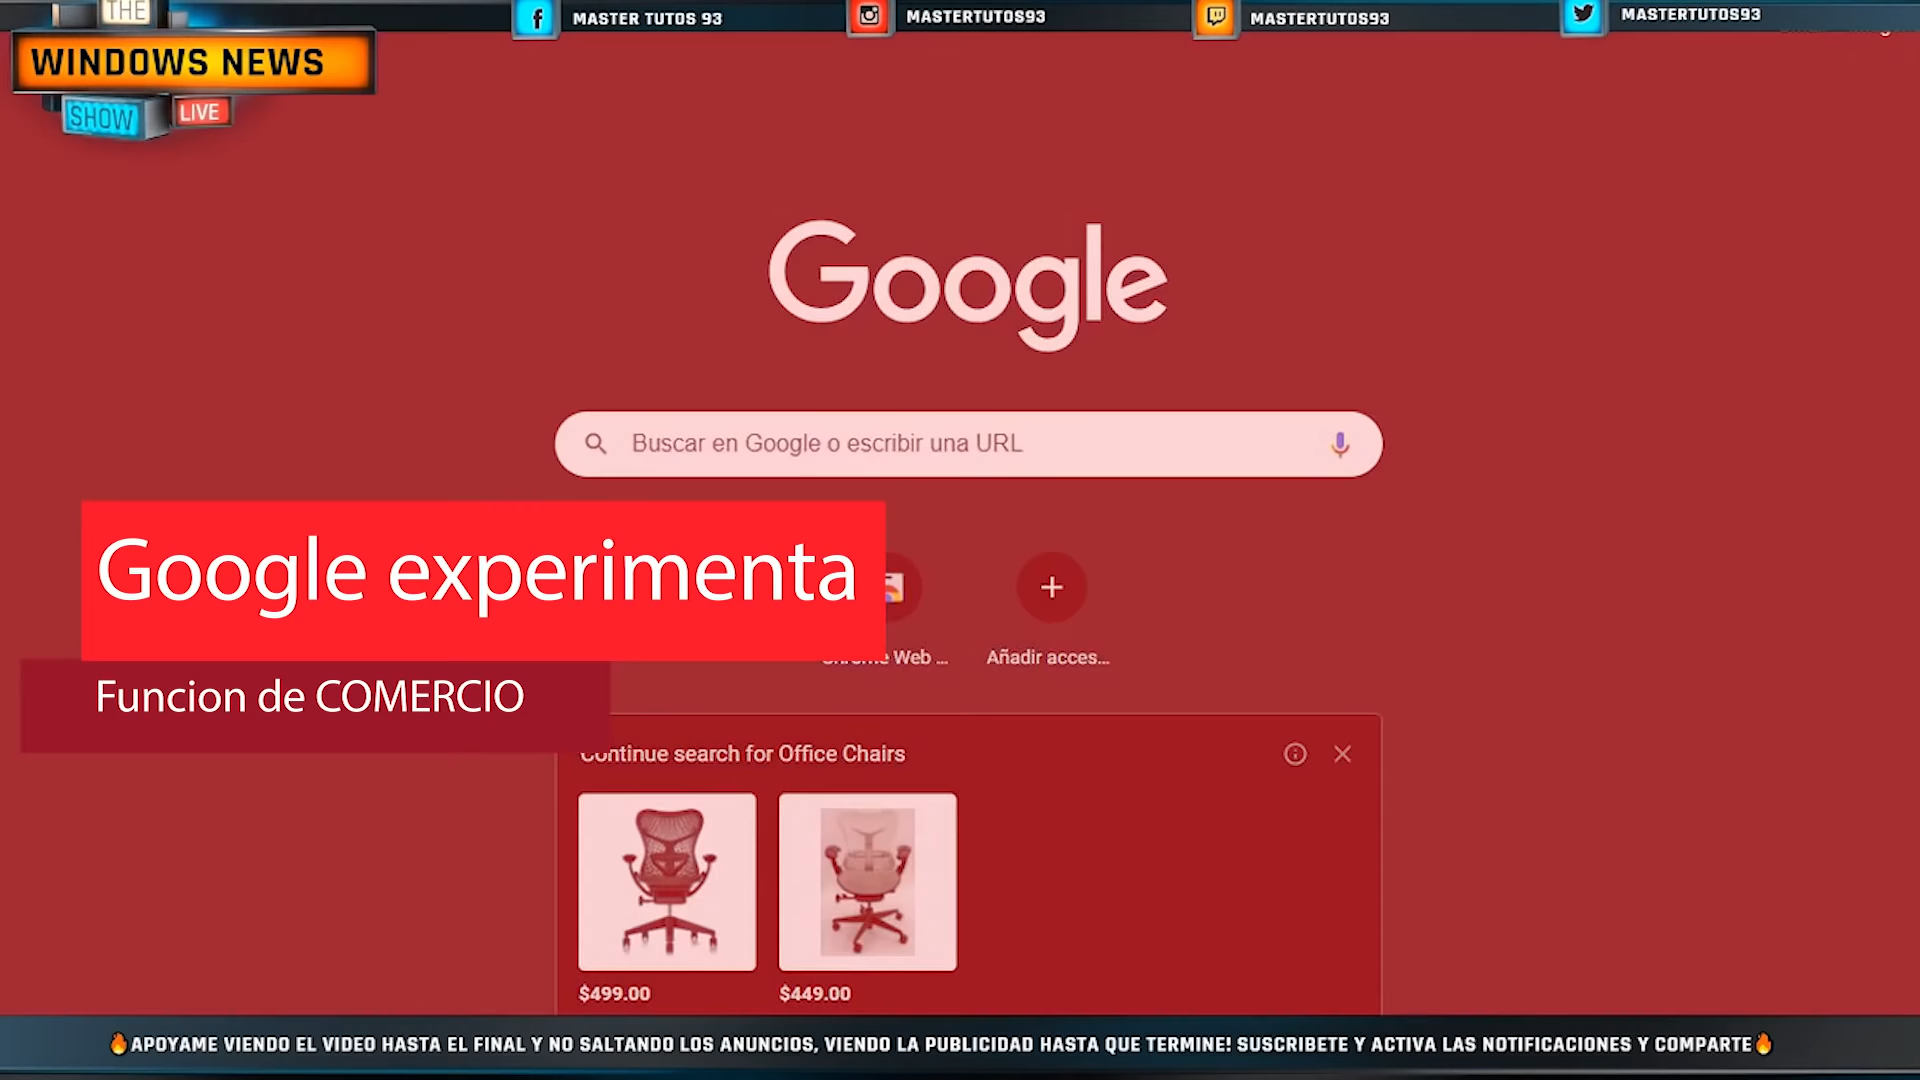 THE
WINDOWS NEWS
SHOW
LIVE
MASTER TUTOS 93
MASTERTUTOS93
MASTERTUTOS93
MASTERTUTOS93
Google
Buscar en Google o escribir una URL
Google experimenta
Funcion de COMERCIO
Chrome Web ...
Añadir acces...
Continue search for Office Chairs
$499.00
$449.00
🔥APOYAME VIENDO EL VIDEO HASTA EL FINAL Y NO SALTANDO LOS ANUNCIOS, VIENDO LA PUBLICIDAD HASTA QUE TERMINE! SUSCRIBETE Y ACTIVA LAS NOTIFICACIONES Y COMPARTE🔥